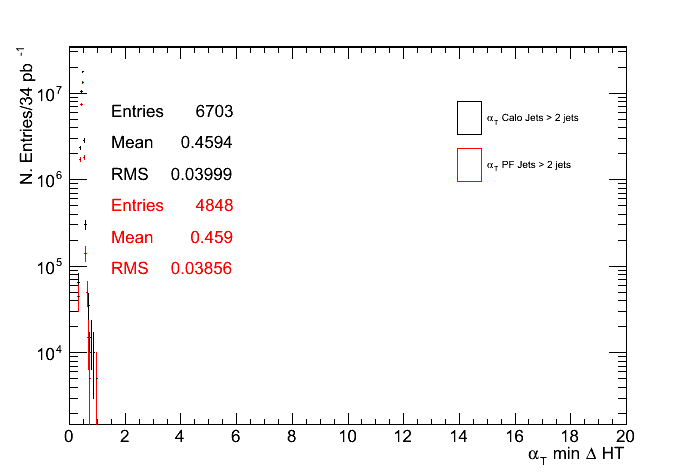 N. Entries/34 pb⁻¹
10⁷
10⁶
10⁵
10⁴
Entries 6703
Mean 0.4594
RMS 0.03999
Entries 4848
Mean 0.459
RMS 0.03856
α_T Calo Jets > 2 jets
α_T PF Jets > 2 jets
0 2 4 6 8 10 12 14 16 18 20
α_T min Δ HT